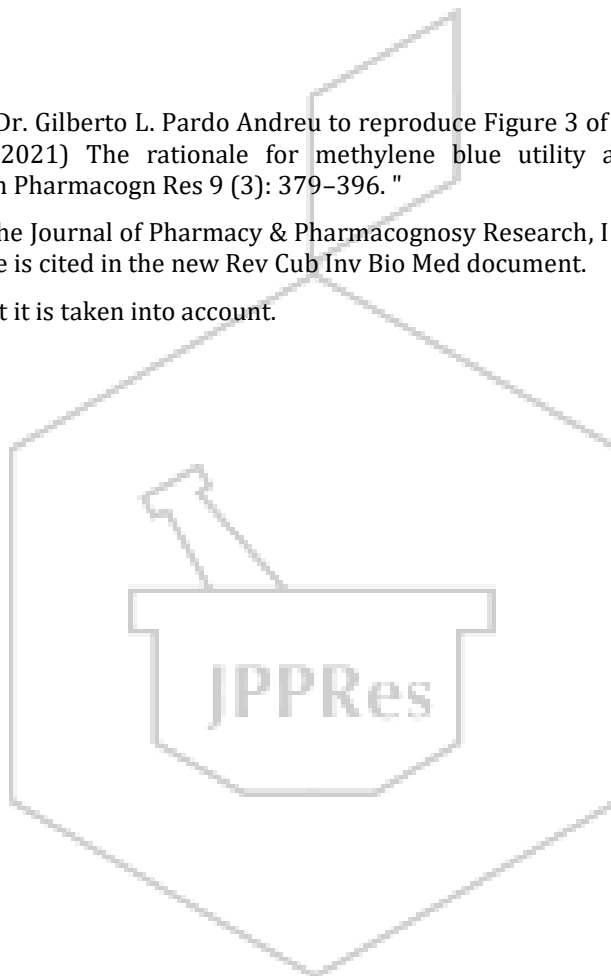 Dr. Gilberto L. Pardo Andreu to reproduce Figure 3 of
2021) The rationale for methylene blue utility a
n Pharmacogn Res 9 (3): 379–396. "
he Journal of Pharmacy & Pharmacognosy Research, I
e is cited in the new Rev Cub Inv Bio Med document.
t it is taken into account.
JPPRes